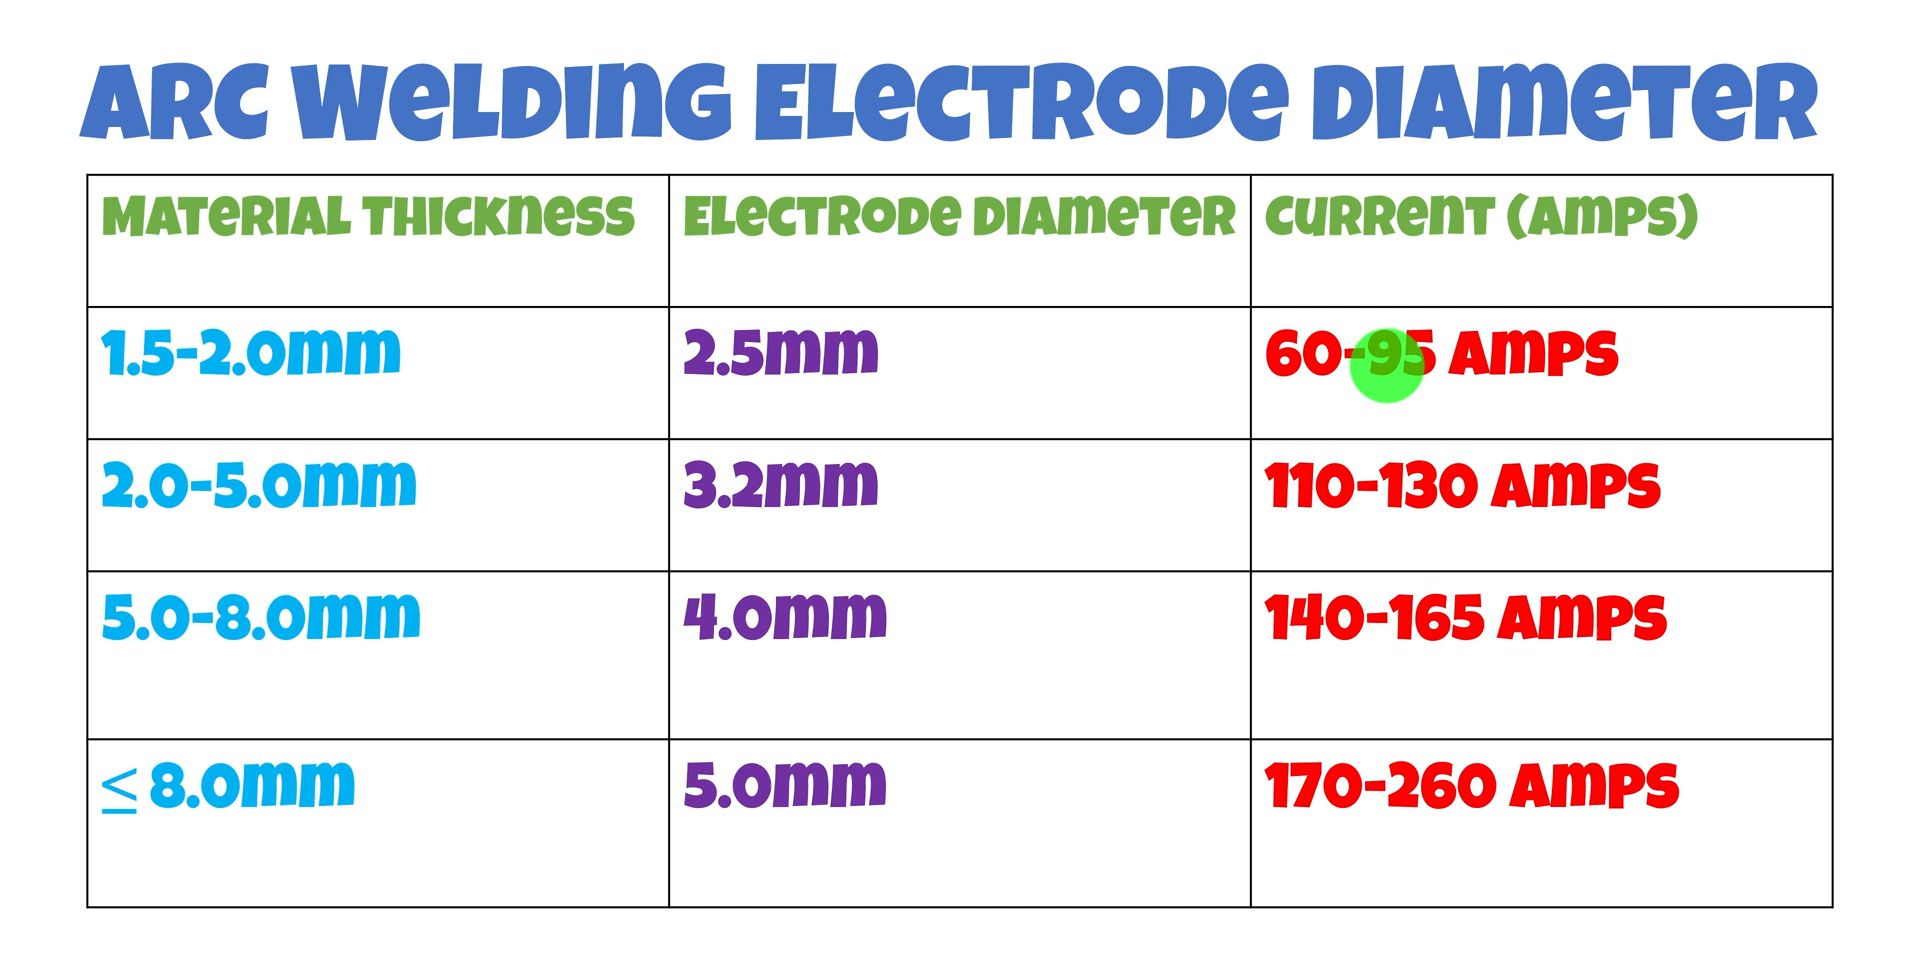 Arc Welding Electrode Diameter
Material Thickness Electrode Diameter Current (Amps)
1.5-2.0mm 2.5mm 60-95 Amps
2.0-5.0mm 3.2mm 110-130 Amps
5.0-8.0mm 4.0mm 140-165 Amps
≤ 8.0mm 5.0mm 170-260 Amps